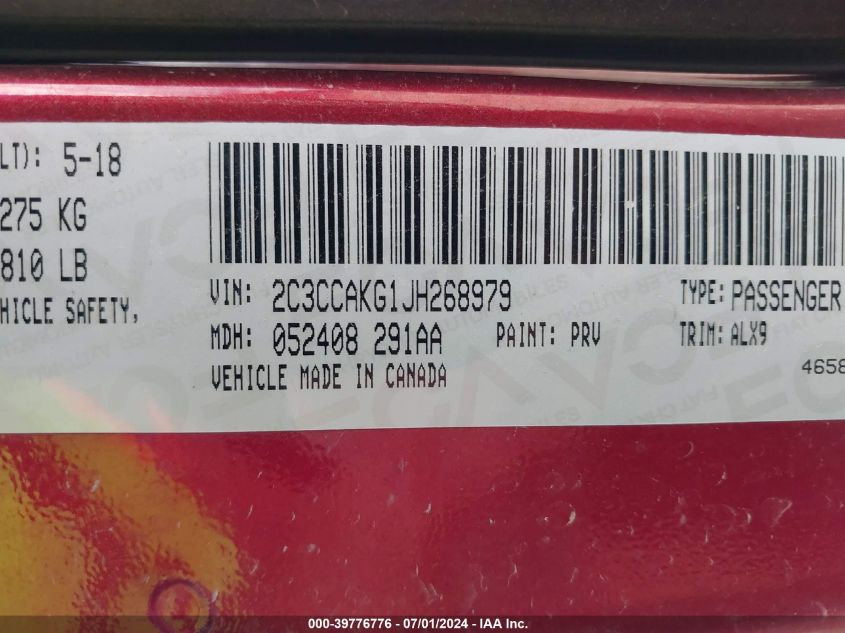 LT): 5-18
275 KG
810 LB
HICLE SAFETY,
VIN: 2C3CCAKG1JH268979 TYPE: PASSENGER
MDH: 052408 291AA PAINT: PRV TRIM: ALX9
VEHICLE MADE IN CANADA 4658
000-39776776 / 07/01/2024 - IAA Inc.